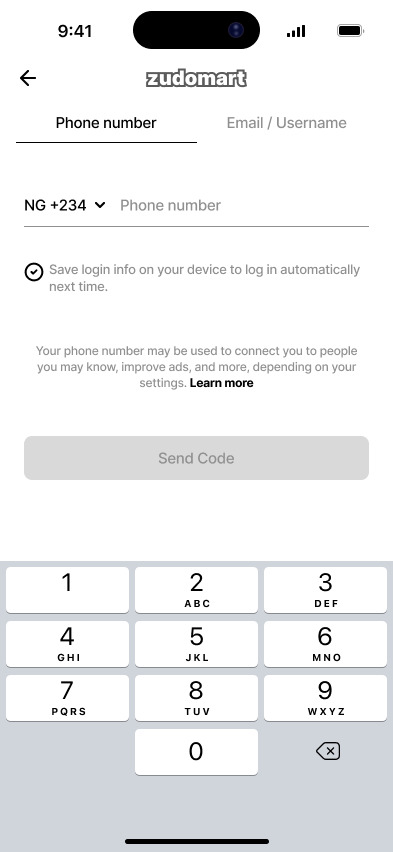 9:41
zudomart
Phone number
Email / Username
NG +234
Phone number
Save login info on your device to log in automatically
next time.
Your phone number may be used to connect you to people
you may know, improve ads, and more, depending on your
settings. Learn more
Send Code
1
2
ABC
3
DEF
4
GHI
5
JKL
6
MNO
7
PQRS
8
TUV
9
WXYZ
0